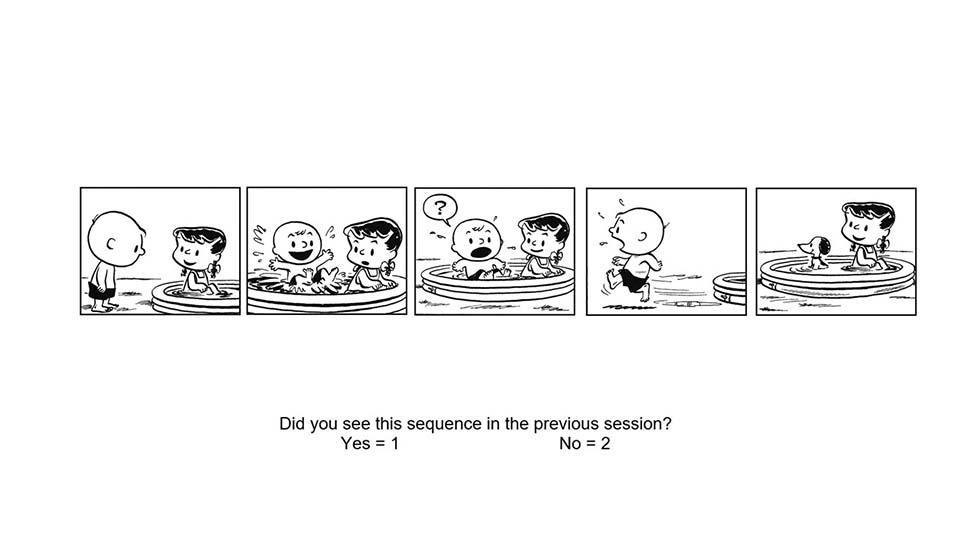 ?
Did you see this sequence in the previous session?
Yes = 1 No = 2